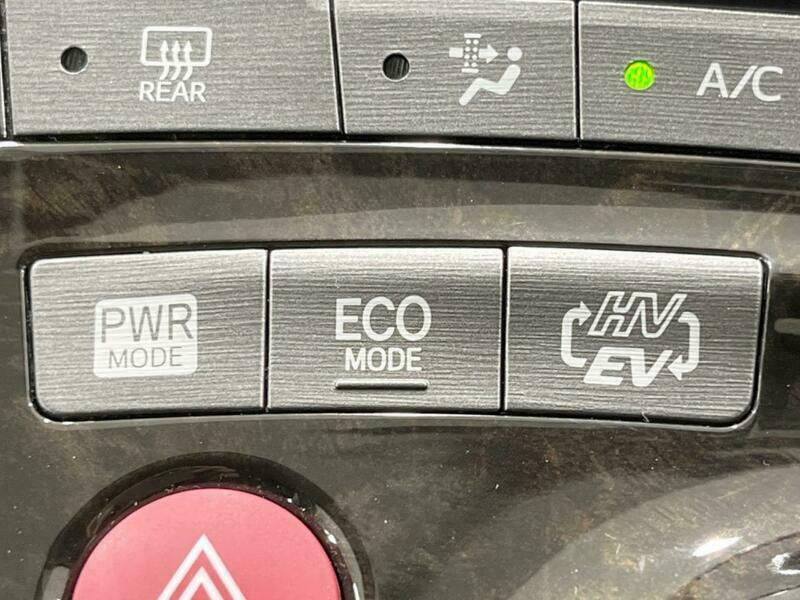 REAR
A/C
PWR
MODE
ECO
MODE
HV
EV